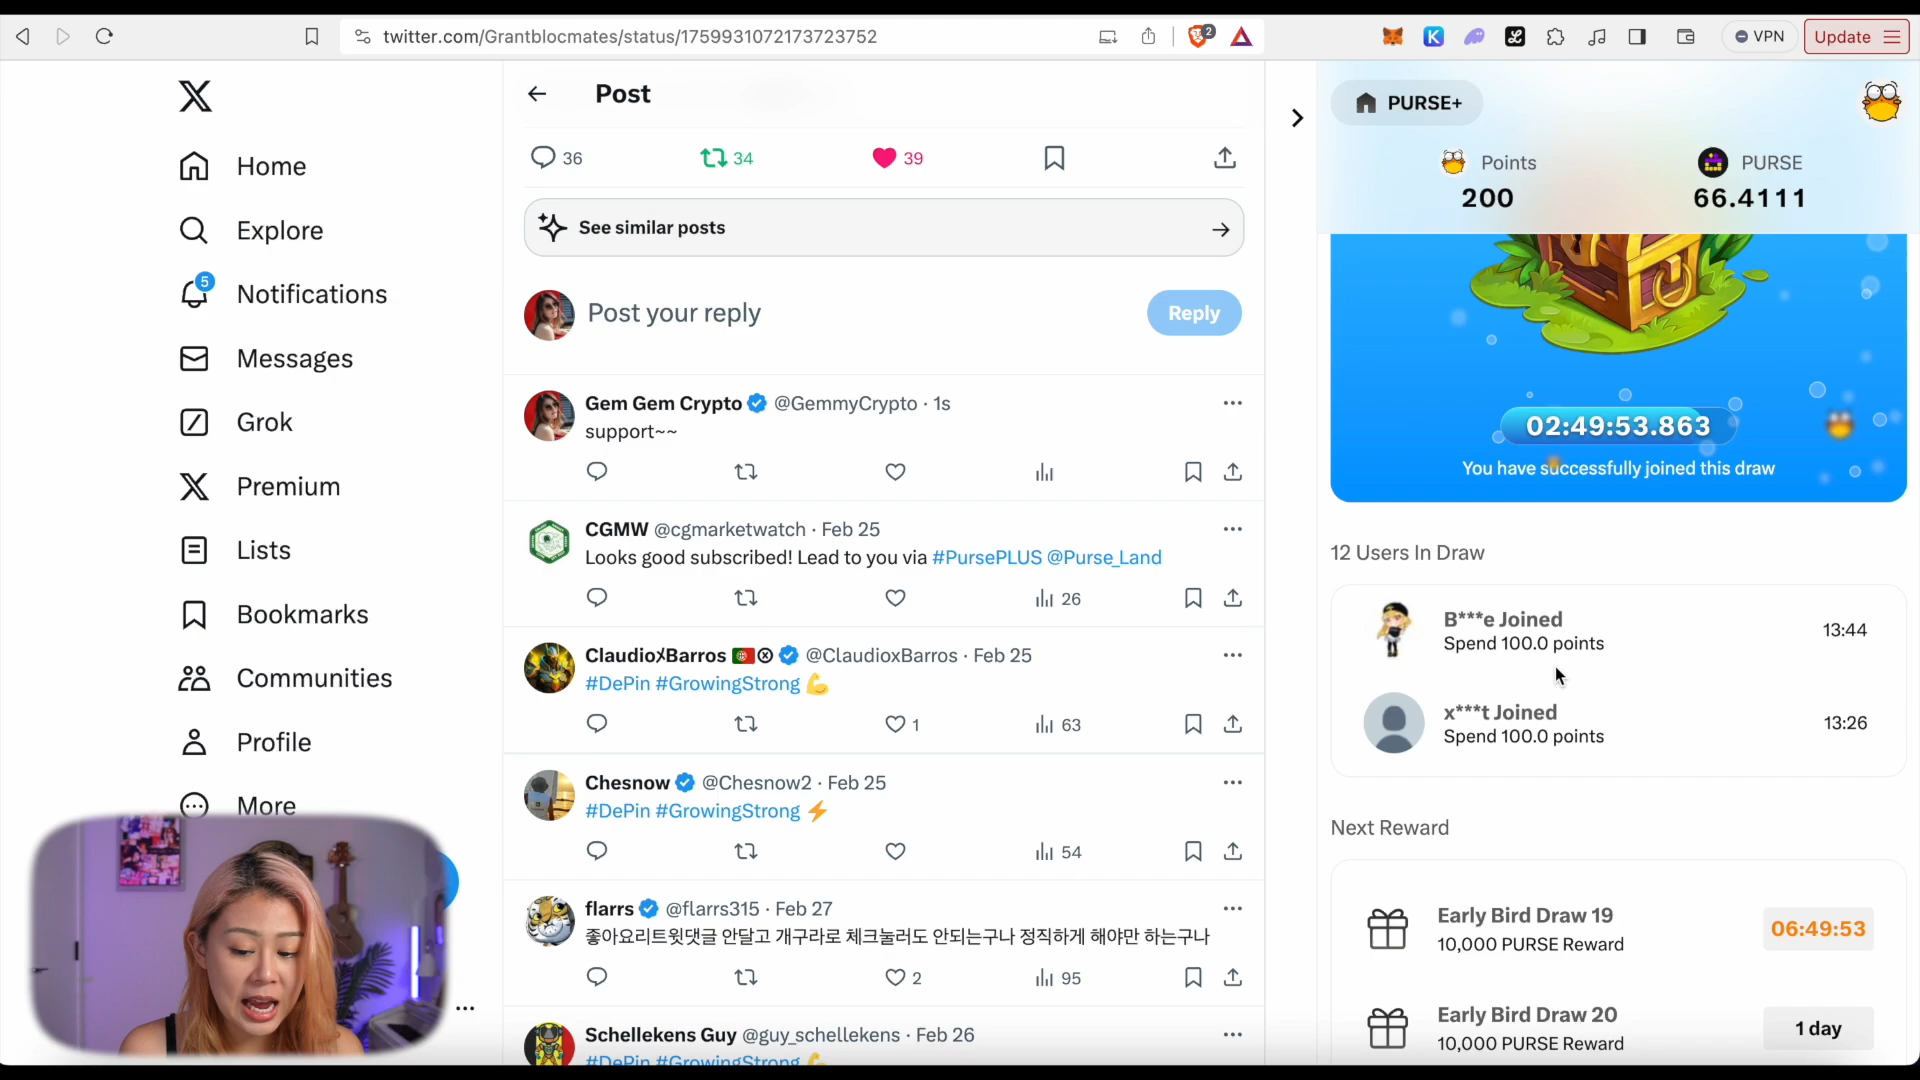 twitter.com/Grantblocmates/status/1759931072173723752
2
VPN
Update
Home
Explore
5
Notifications
Messages
Grok
Premium
Lists
Bookmarks
Communities
Profile
More
Post
36
34
39
See similar posts
Post your reply
Reply
Gem Gem Crypto @GemmyCrypto · 1s
support~~
CGMW @cgmarketwatch · Feb 25
Looks good subscribed! Lead to you via #PursePLUS @Purse_Land
26
ClaudioxBarros @ClaudioxBarros · Feb 25
#DePin #GrowingStrong 💪
1
63
Chesnow @Chesnow2 · Feb 25
#DePin #GrowingStrong ⚡
54
flarrs @flarrs315 · Feb 27
좋아요리트윗댓글 안달고 개구라로 체크눌러도 안되는구나 정직하게 해야만 하는구나
2
95
Schellekens Guy @guy_schellekens · Feb 26
#DePin #GrowingStrong 💪
PURSE+
Points
200
PURSE
66.4111
02:49:53.863
You have successfully joined this draw
12 Users In Draw
B***e Joined
Spend 100.0 points
13:44
x***t Joined
Spend 100.0 points
13:26
Next Reward
Early Bird Draw 19
10,000 PURSE Reward
06:49:53
Early Bird Draw 20
10,000 PURSE Reward
1 day